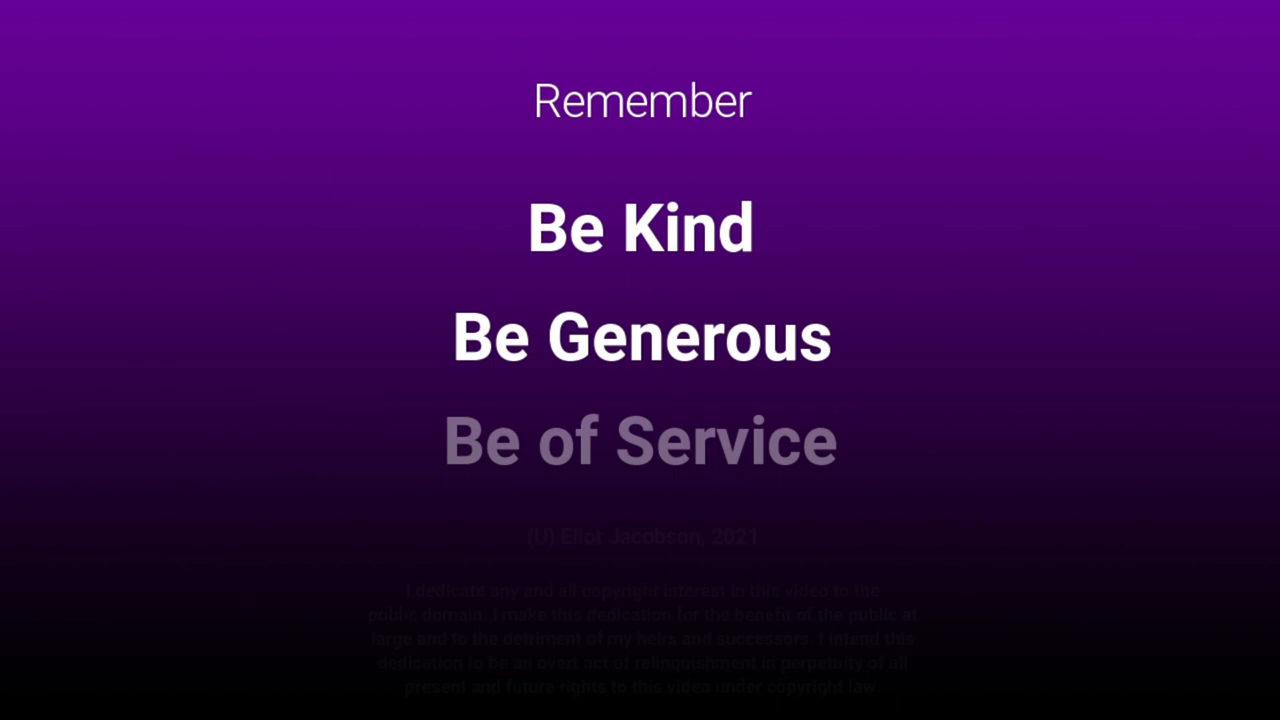 Remember
Be Kind
Be Generous
Be of Service
(U) Eliot Jacobson, 2021
I dedicate any and all copyright interest in this video to the
public domain. I make this dedication for the benefit of the public at
large and to the detriment of my heirs and successors. I intend this
dedication to be an overt act of relinquishment in perpetuity of all
present and future rights to this video under copyright law.